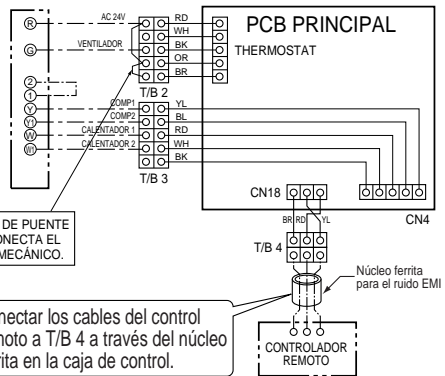 R
G
2
1
Y
Y1
W
W1
AC 24V
VENTILADOR
COMP1
COMP2
CALENTADOR 1
CALENTADOR 2
RD
WH
BK
OR
BR
T/B 2
YL
BL
RD
WH
BK
T/B 3
PCB PRINCIPAL
THERMOSTAT
CN18
CN4
BR RD YL
T/B 4
DE PUENTE
ONECTA EL
MECÁNICO.
Núcleo ferrita
para el ruido EMI
nectar los cables del control
moto a T/B 4 a través del núcleo
rita en la caja de control.
CONTROLADOR
REMOTO